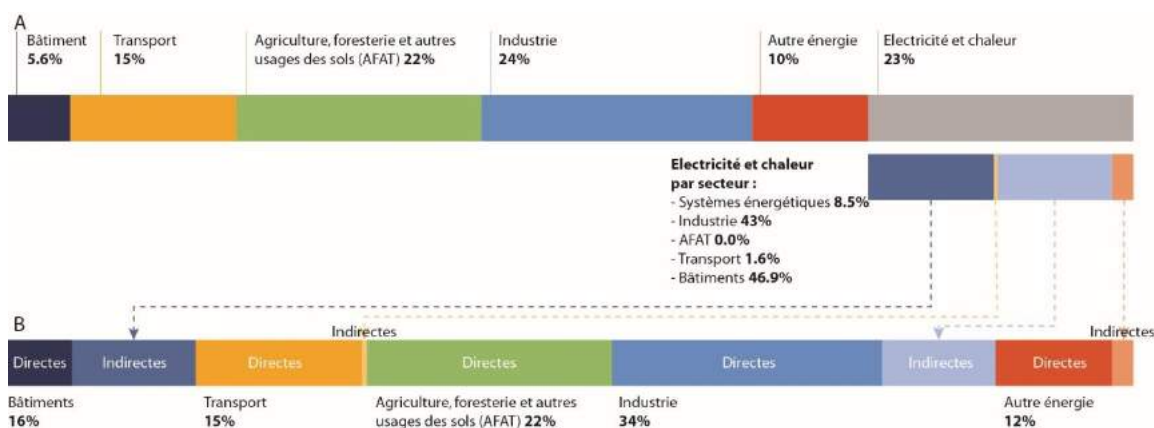 A
Bâtiment
5.6%
Transport
15%
Agriculture, foresterie et autres
usages des sols (AFAT) 22%
Industrie
24%
Autre énergie
10%
Electricité et chaleur
23%
Electricité et chaleur
par secteur :
- Systèmes énergétiques 8.5%
- Industrie 43%
- AFAT 0.0%
- Transport 1.6%
- Bâtiments 46.9%
B
Indirectes
Indirectes
Directes
Indirectes
Directes
Directes
Directes
Indirectes
Directes
Bâtiments
16%
Transport
15%
Agriculture, foresterie et autres
usages des sols (AFAT) 22%
Industrie
34%
Autre énergie
12%